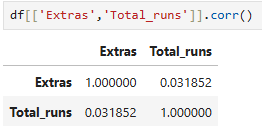 df[['Extras','Total_runs']].corr()
Extras Total_runs
Extras 1.000000 0.031852
Total_runs 0.031852 1.000000